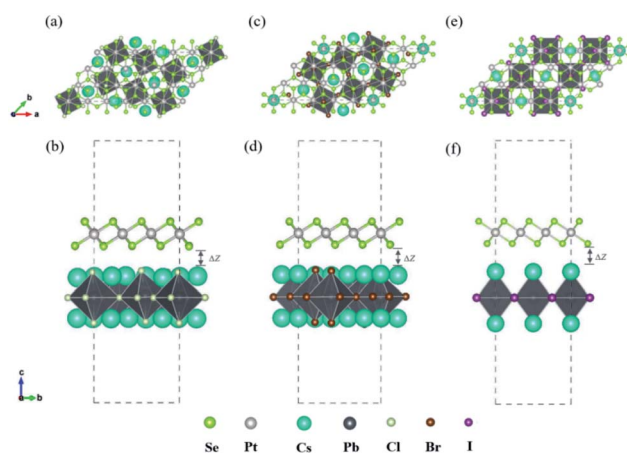 (a)
(c)
(e)
b
a
(b)
(d)
(f)
ΔZ
ΔZ
ΔZ
c
b
Se Pt Cs Pb Cl Br I